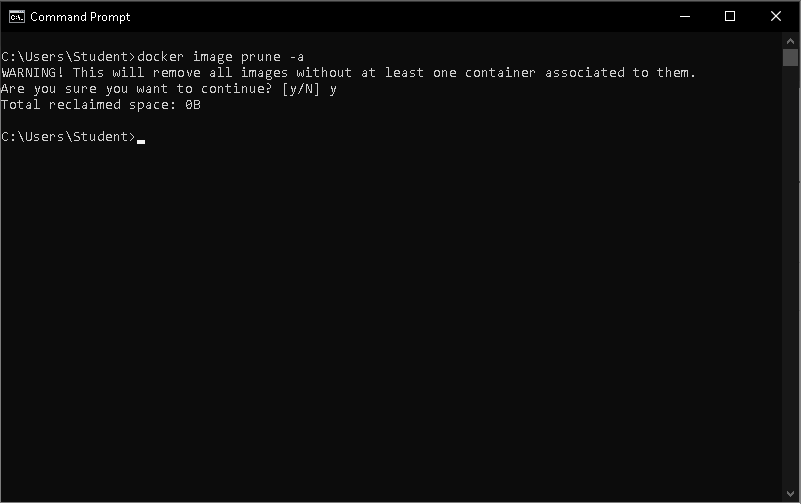 Command Prompt
C:\Users\Student>docker image prune -a
WARNING! This will remove all images without at least one container associated to them.
Are you sure you want to continue? [y/N] y
Total reclaimed space: 0B
C:\Users\Student>